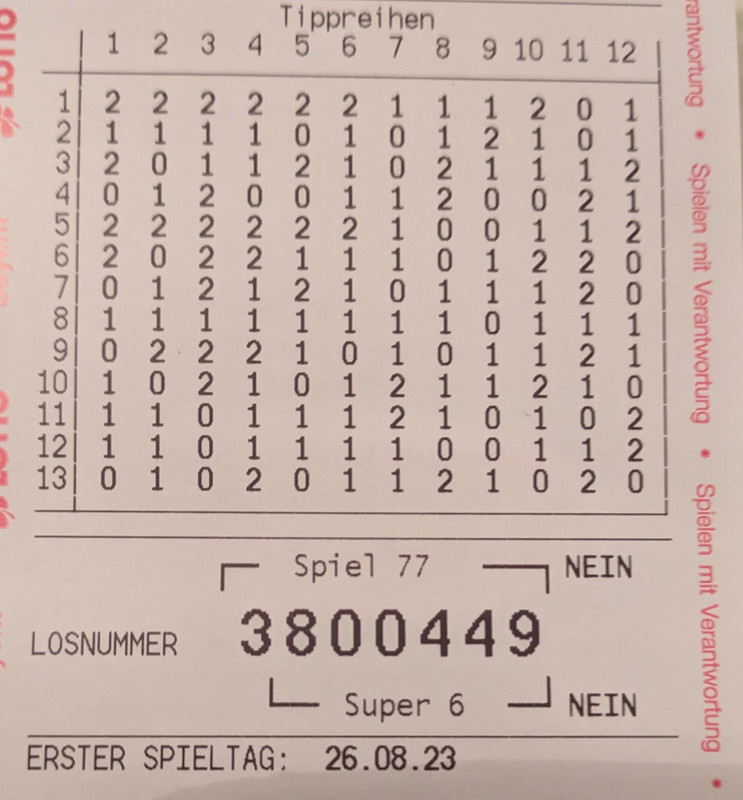 Tippreihen
1 2 3 4 5 6 7 8 9 10 11 12
1 2 2 2 2 2 2 1 1 1 2 0 1
2 1 1 1 1 0 1 0 1 2 1 0 1
3 2 0 1 1 2 1 0 2 1 1 1 2
4 0 1 2 0 0 1 1 2 0 0 2 1
5 2 2 2 2 2 2 1 0 0 1 1 2
6 2 0 2 2 1 1 1 0 1 2 2 0
7 0 1 2 1 2 1 0 1 1 1 2 0
8 1 1 1 1 1 1 1 1 0 1 1 1
9 0 2 2 2 1 0 1 0 1 1 2 1
10 1 0 2 1 0 1 2 1 1 2 1 0
11 1 1 0 1 1 1 2 1 0 1 0 2
12 1 1 0 1 1 1 1 0 0 1 1 2
13 0 1 0 2 0 1 1 2 1 0 2 0
Spiel 77 NEIN
LOSNUMMER 3800449
Super 6 NEIN
ERSTER SPIELTAG: 26.08.23
LOTTO
LOTTO
rantwortung • Spielen mit Verantwortung • Spielen mit Verantwortung •